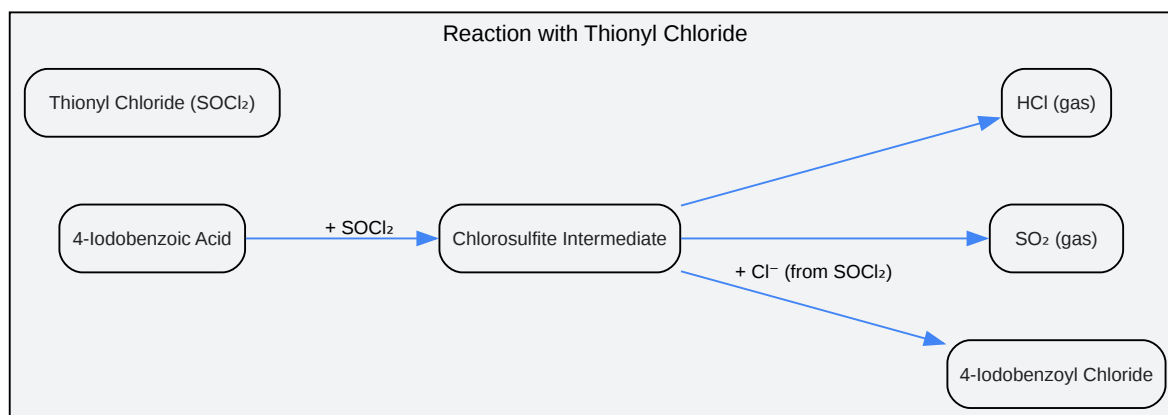 Reaction with Thionyl Chloride
Thionyl Chloride (SOCl₂)
HCl (gas)
4-Iodobenzoic Acid
+ SOCl₂
Chlorosulfite Intermediate
SO₂ (gas)
+ Cl⁻ (from SOCl₂)
4-Iodobenzoyl Chloride